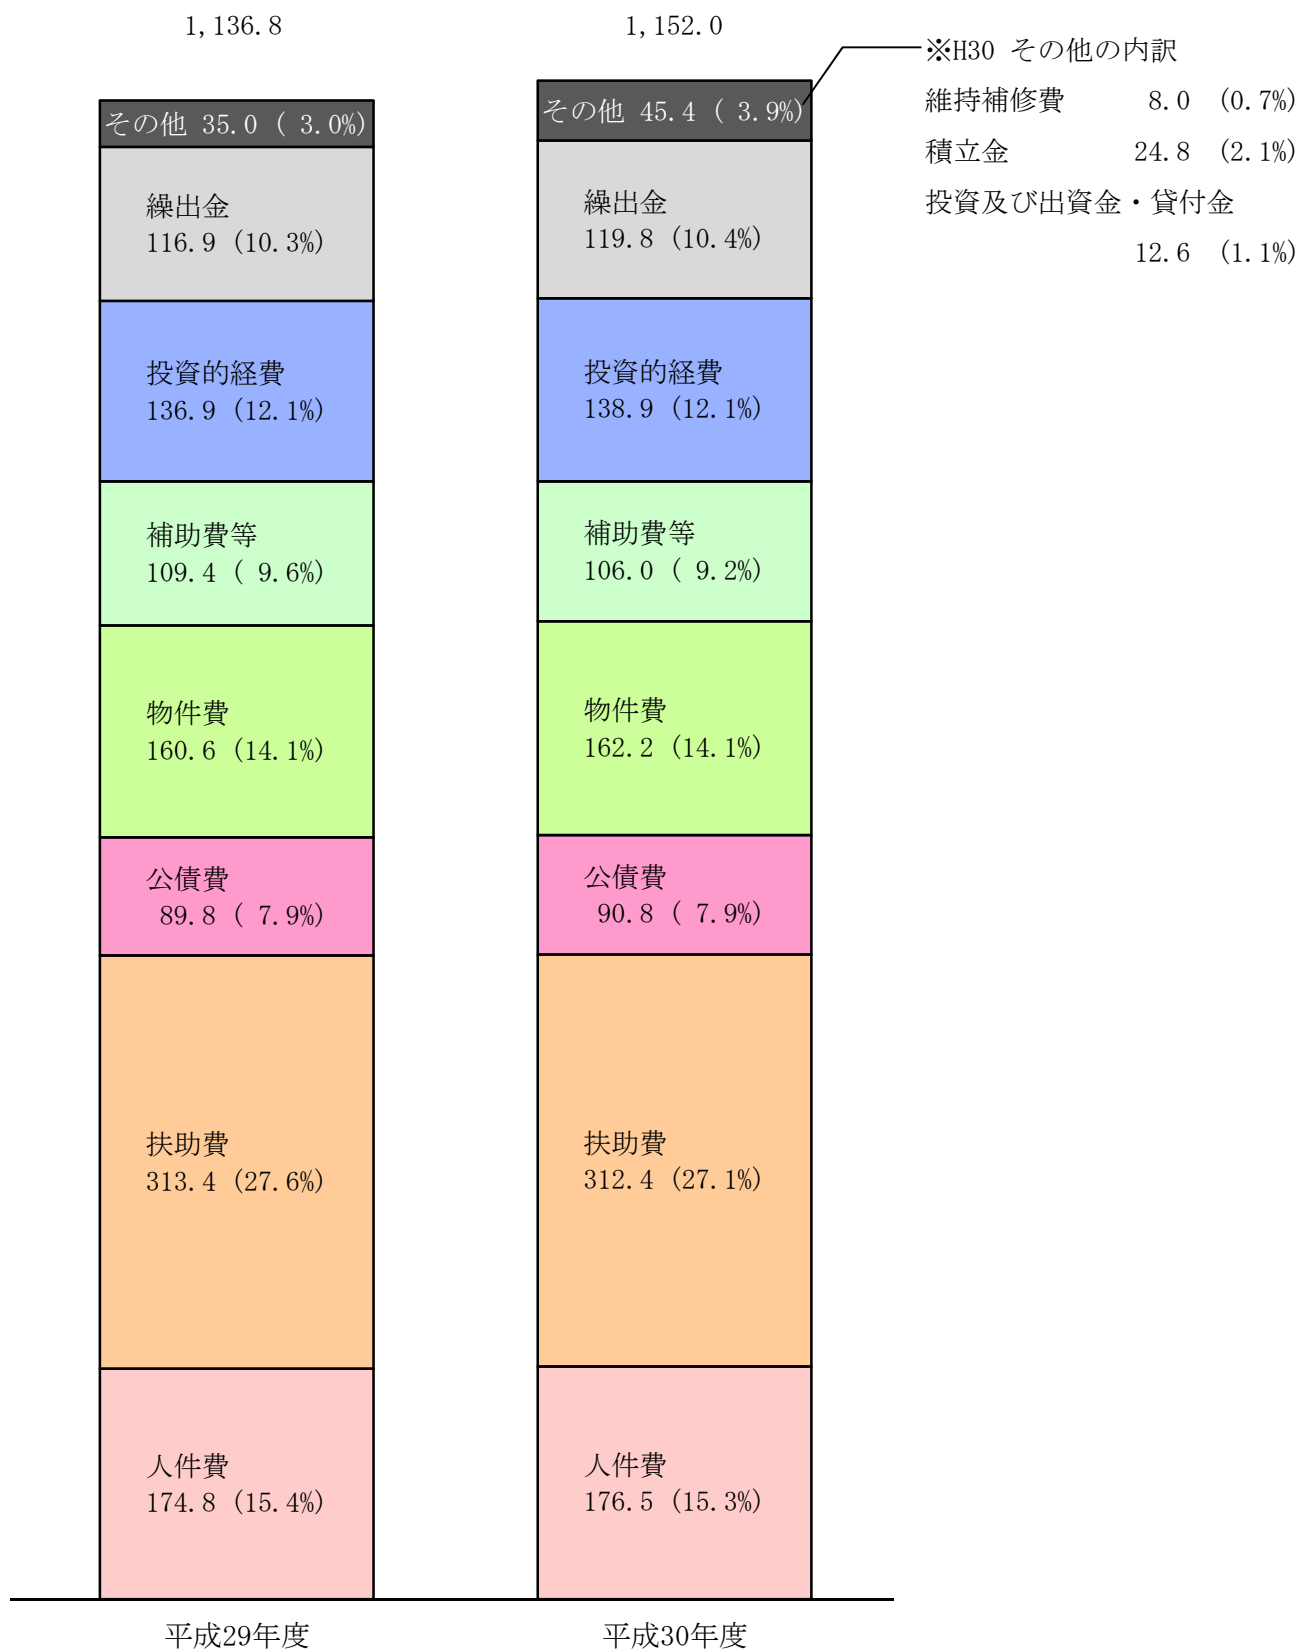 1,136.8
その他 35.0 ( 3.0%)
繰出金
116.9 (10.3%)
投資的経費
136.9 (12.1%)
補助費等
109.4 ( 9.6%)
物件費
160.6 (14.1%)
公債費
89.8 ( 7.9%)
扶助費
313.4 (27.6%)
人件費
174.8 (15.4%)
平成29年度
1,152.0
その他 45.4 ( 3.9%)
繰出金
119.8 (10.4%)
投資的経費
138.9 (12.1%)
補助費等
106.0 ( 9.2%)
物件費
162.2 (14.1%)
公債費
90.8 ( 7.9%)
扶助費
312.4 (27.1%)
人件費
176.5 (15.3%)
平成30年度
※H30 その他の内訳
維持補修費 8.0 (0.7%)
積立金 24.8 (2.1%)
投資及び出資金・貸付金
12.6 (1.1%)